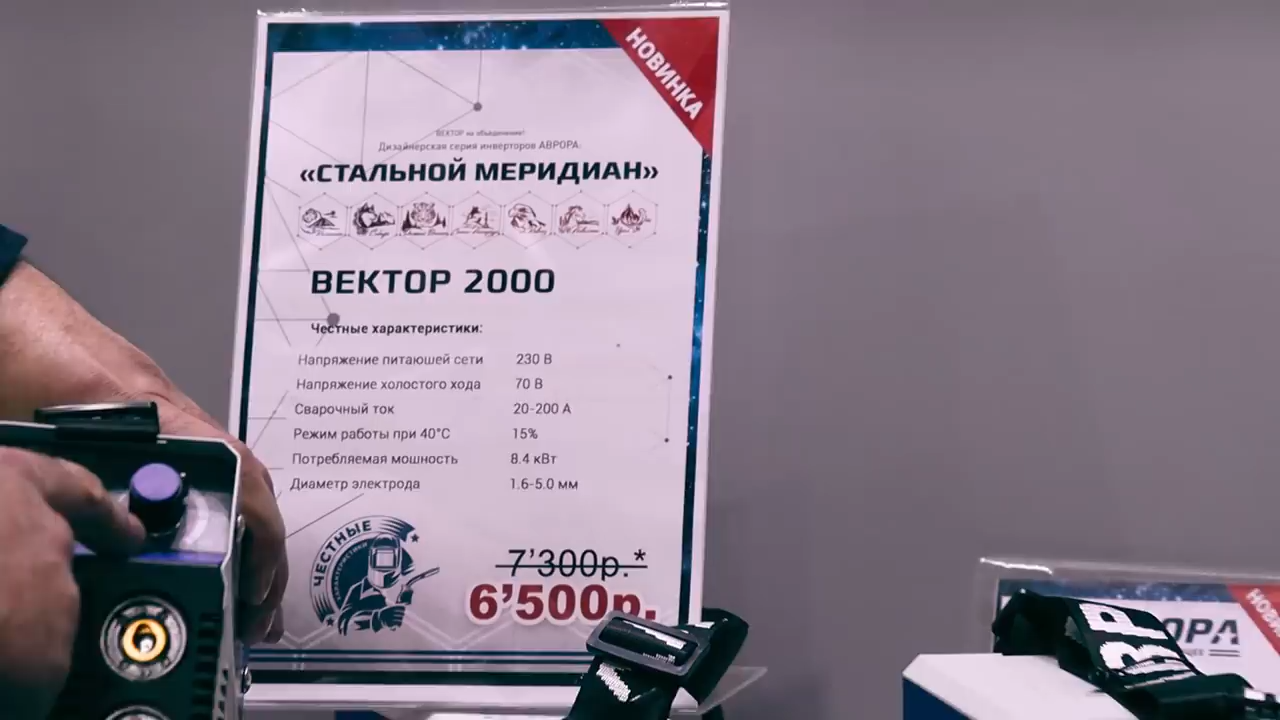 НОВИНКА
ВЕКТОР на объединение!
Дизайнерская серия инверторов АВРОРА:
«СТАЛЬНОЙ МЕРИДИАН»
ВЕКТОР 2000
Честные характеристики:
Напряжение питаюшей сети 230 В
Напряжение холостого хода 70 В
Сварочный ток 20-200 А
Режим работы при 40°С 15%
Потребляемая мощность 8.4 кВт
Диаметр электрода 1.6-5.0 мм
ЧЕСТНЫЕ
ХАРАКТЕРИСТИКИ
7'300р.*
6'500р.